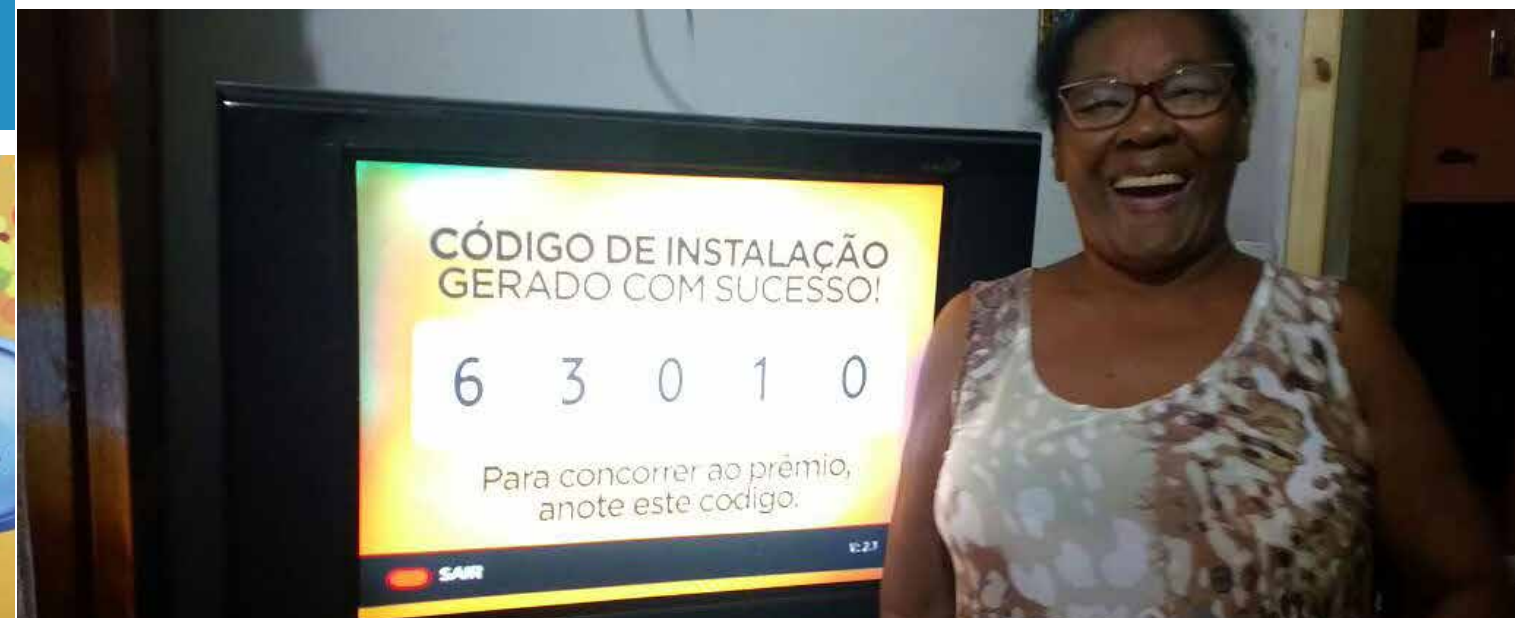 CÓDIGO DE INSTALAÇÃO
GERADO COM SUCESSO!
6 3 0 1 0
Para concorrer ao prêmio,
anote este codigo.
SAIR